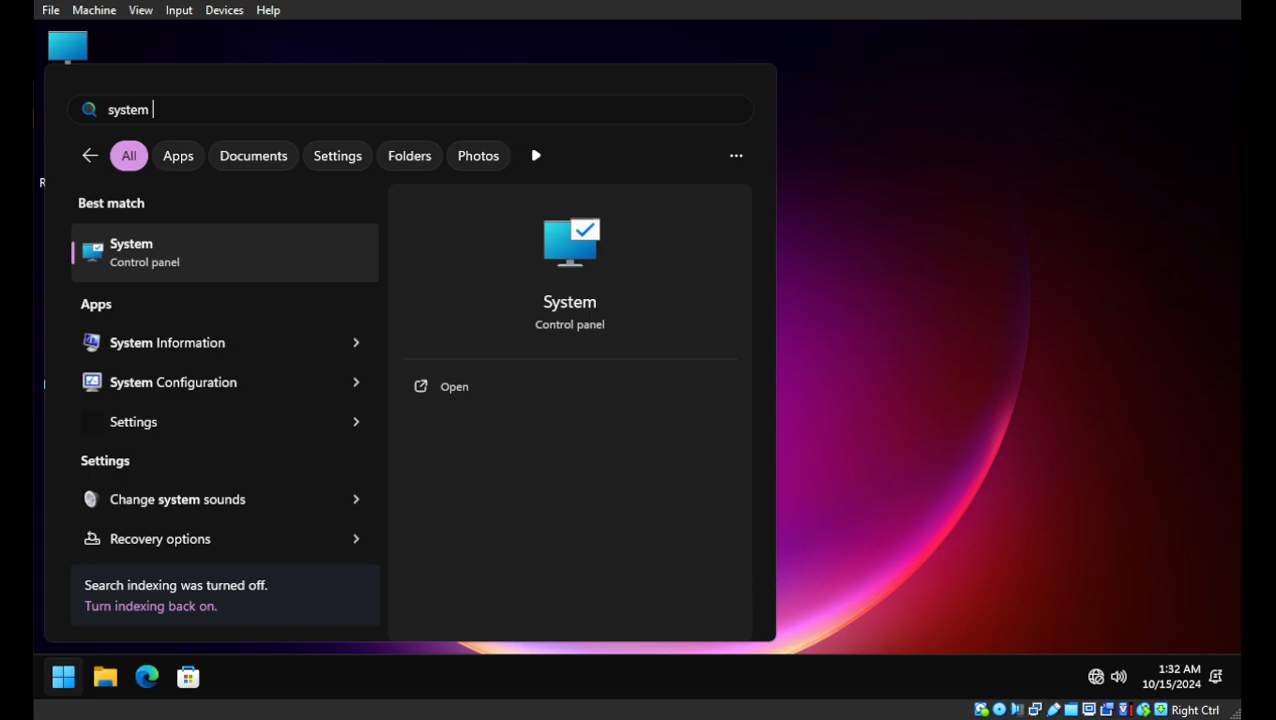 File Machine View Input Devices Help
system
All Apps Documents Settings Folders Photos
R
Best match
System
Control panel
Apps
System Information
System Configuration
Settings
Settings
Change system sounds
Recovery options
Search indexing was turned off.
Turn indexing back on.
System
Control panel
Open
1:32 AM
10/15/2024
Right Ctrl